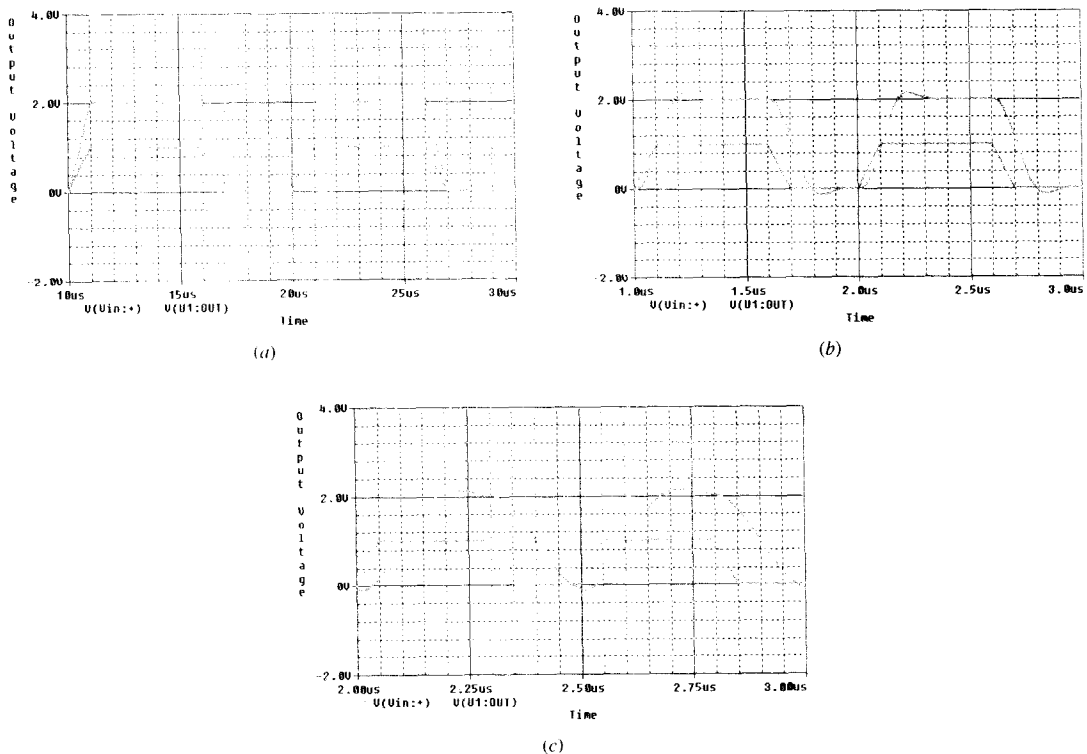 Output Voltage
4.0V
2.0V
0V
-2.0V
10us 15us 20us 25us 30us
V(Vin:+) V(U1:OUT)
Time
(a)
Output Voltage
4.0V
2.0V
0V
-2.0V
1.0us 1.5us 2.0us 2.5us 3.0us
V(Vin:+) V(U1:OUT)
Time
(b)
Output Voltage
4.0V
2.0V
0V
-2.0V
2.00us 2.25us 2.50us 2.75us 3.00us
V(Vin:+) V(U1:OUT)
Time
(c)